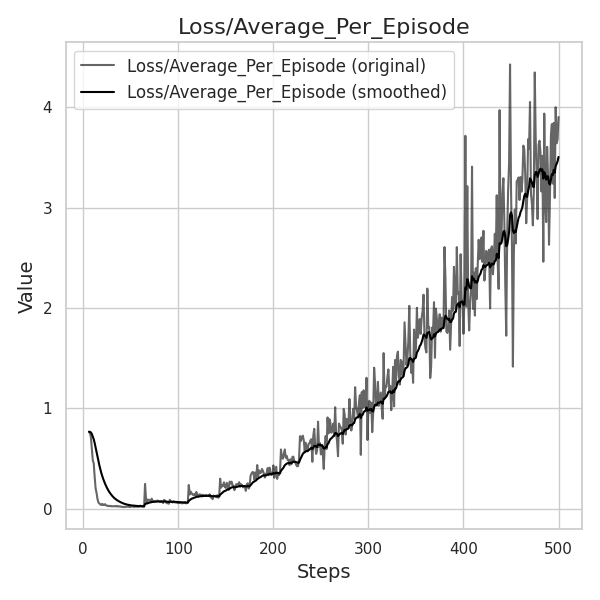 Loss/Average_Per_Episode
Loss/Average_Per_Episode (original)
Loss/Average_Per_Episode (smoothed)
4
3
2
1
0
Value
0 100 200 300 400 500
Steps